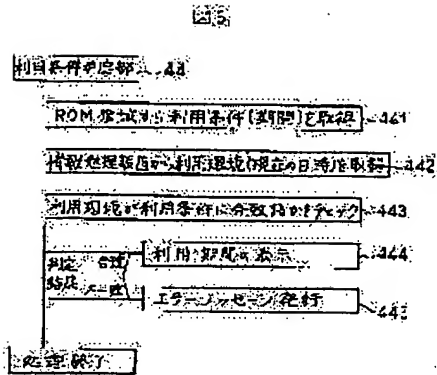 図5
利用条件判定部 44
ROM領域から利用条件(期間)を取得 441
情報処理装置から利用環境(現在の日時)を取得 442
利用環境が利用条件に合致するかチェック 443
判定 合致 利用期間の表示 444
結果 不一致 エラーメッセージ発行 445
処理終了